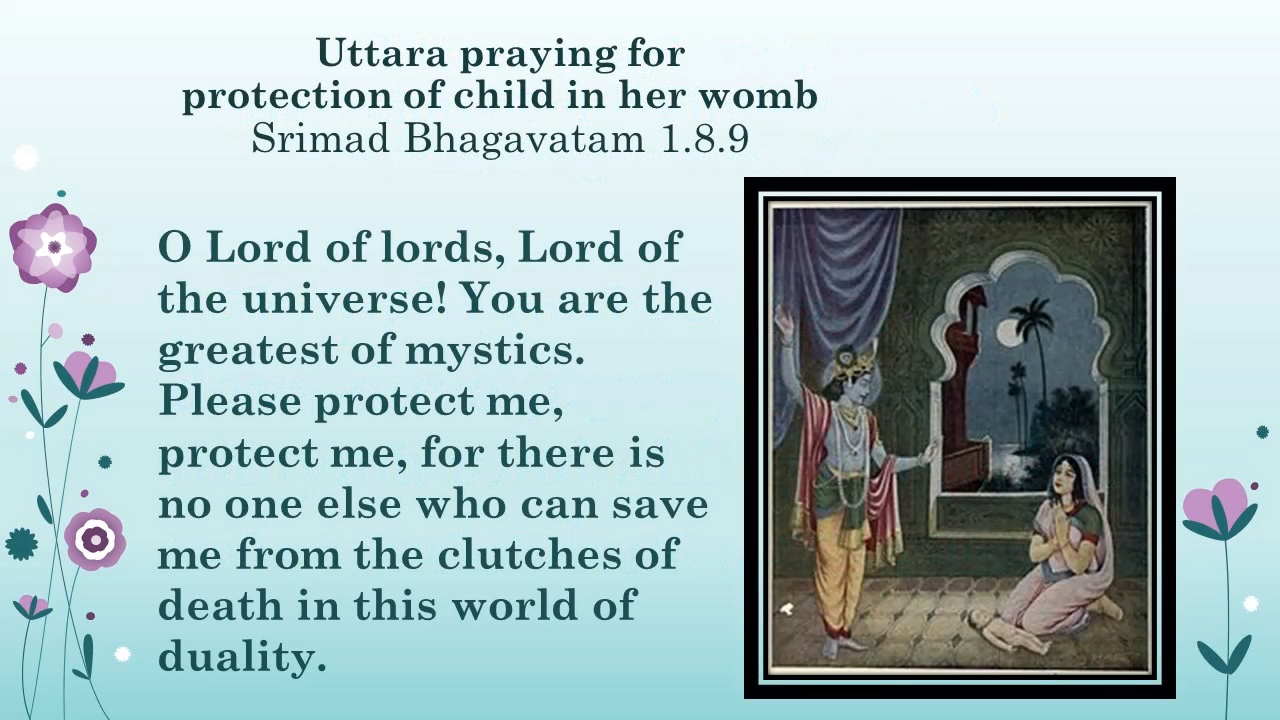 Uttara praying for
protection of child in her womb
Srimad Bhagavatam 1.8.9
O Lord of lords, Lord of
the universe! You are the
greatest of mystics.
Please protect me,
protect me, for there is
no one else who can save
me from the clutches of
death in this world of
duality.